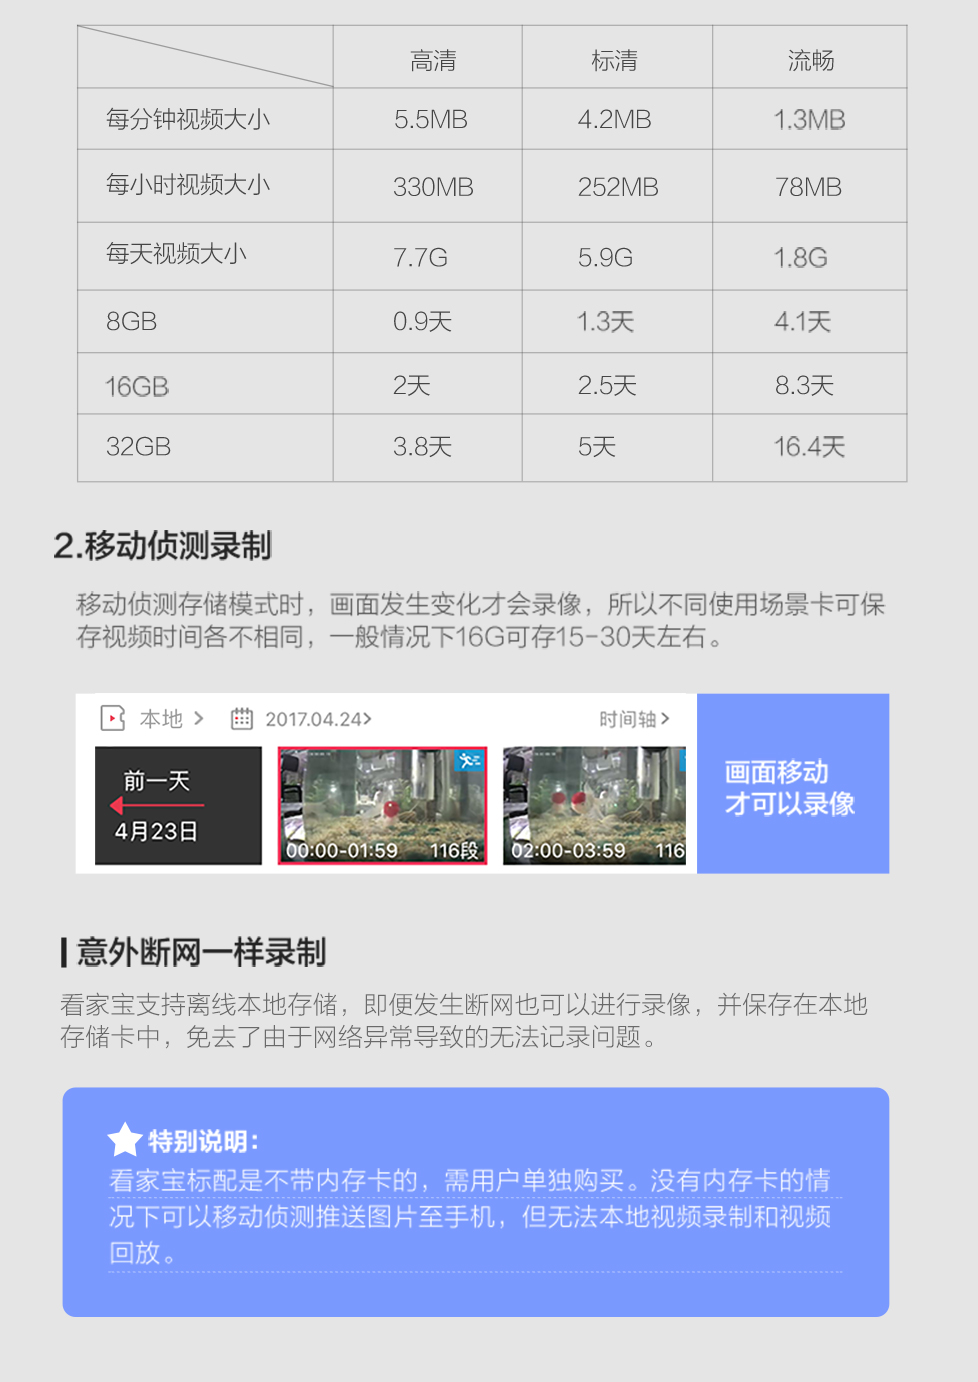 高清 标清 流畅
每分钟视频大小 5.5MB 4.2MB 1.3MB
每小时视频大小 330MB 252MB 78MB
每天视频大小 7.7G 5.9G 1.8G
8GB 0.9天 1.3天 4.1天
16GB 2天 2.5天 8.3天
32GB 3.8天 5天 16.4天
2.移动侦测录制
移动侦测存储模式时，画面发生变化才会录像，所以不同使用场景卡可保
存视频时间各不相同，一般情况下16G可存15-30天左右。
本地 > 2017.04.24> 时间轴 >
前一天
4月23日
00:00-01:59 116段
02:00-03:59 116
画面移动
才可以录像
意外断网一样录制
看家宝支持离线本地存储，即便发生断网也可以进行录像，并保存在本地
存储卡中，免去了由于网络异常导致的无法记录问题。
特别说明：
看家宝标配是不带内存卡的，需用户单独购买。没有内存卡的情
况下可以移动侦测推送图片至手机，但无法本地视频录制和视频
回放。